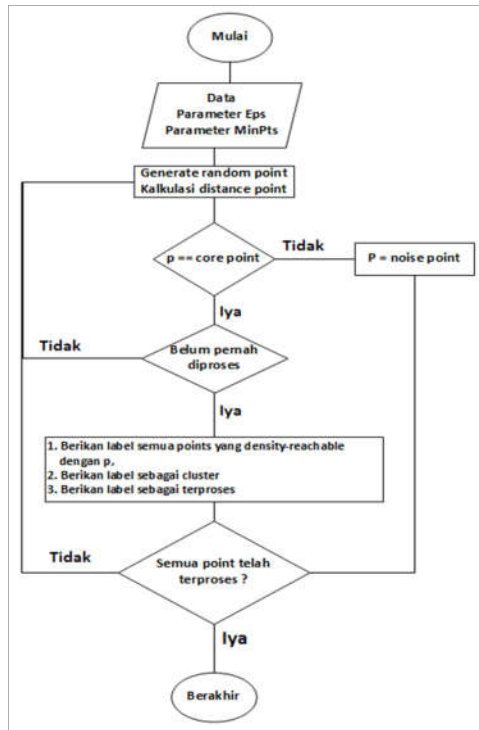 Mulai
Data
Parameter Eps
Parameter MinPts
Generate random point
Kalkulasi distance point
p == core point
Tidak
P = noise point
Iya
Tidak
Belum pernah
diproses
Iya
1. Berikan label semua points yang density-reachable
dengan p,
2. Berikan label sebagai cluster
3. Berikan label sebagai terproses
Tidak
Semua point telah
terproses ?
Iya
Berakhir